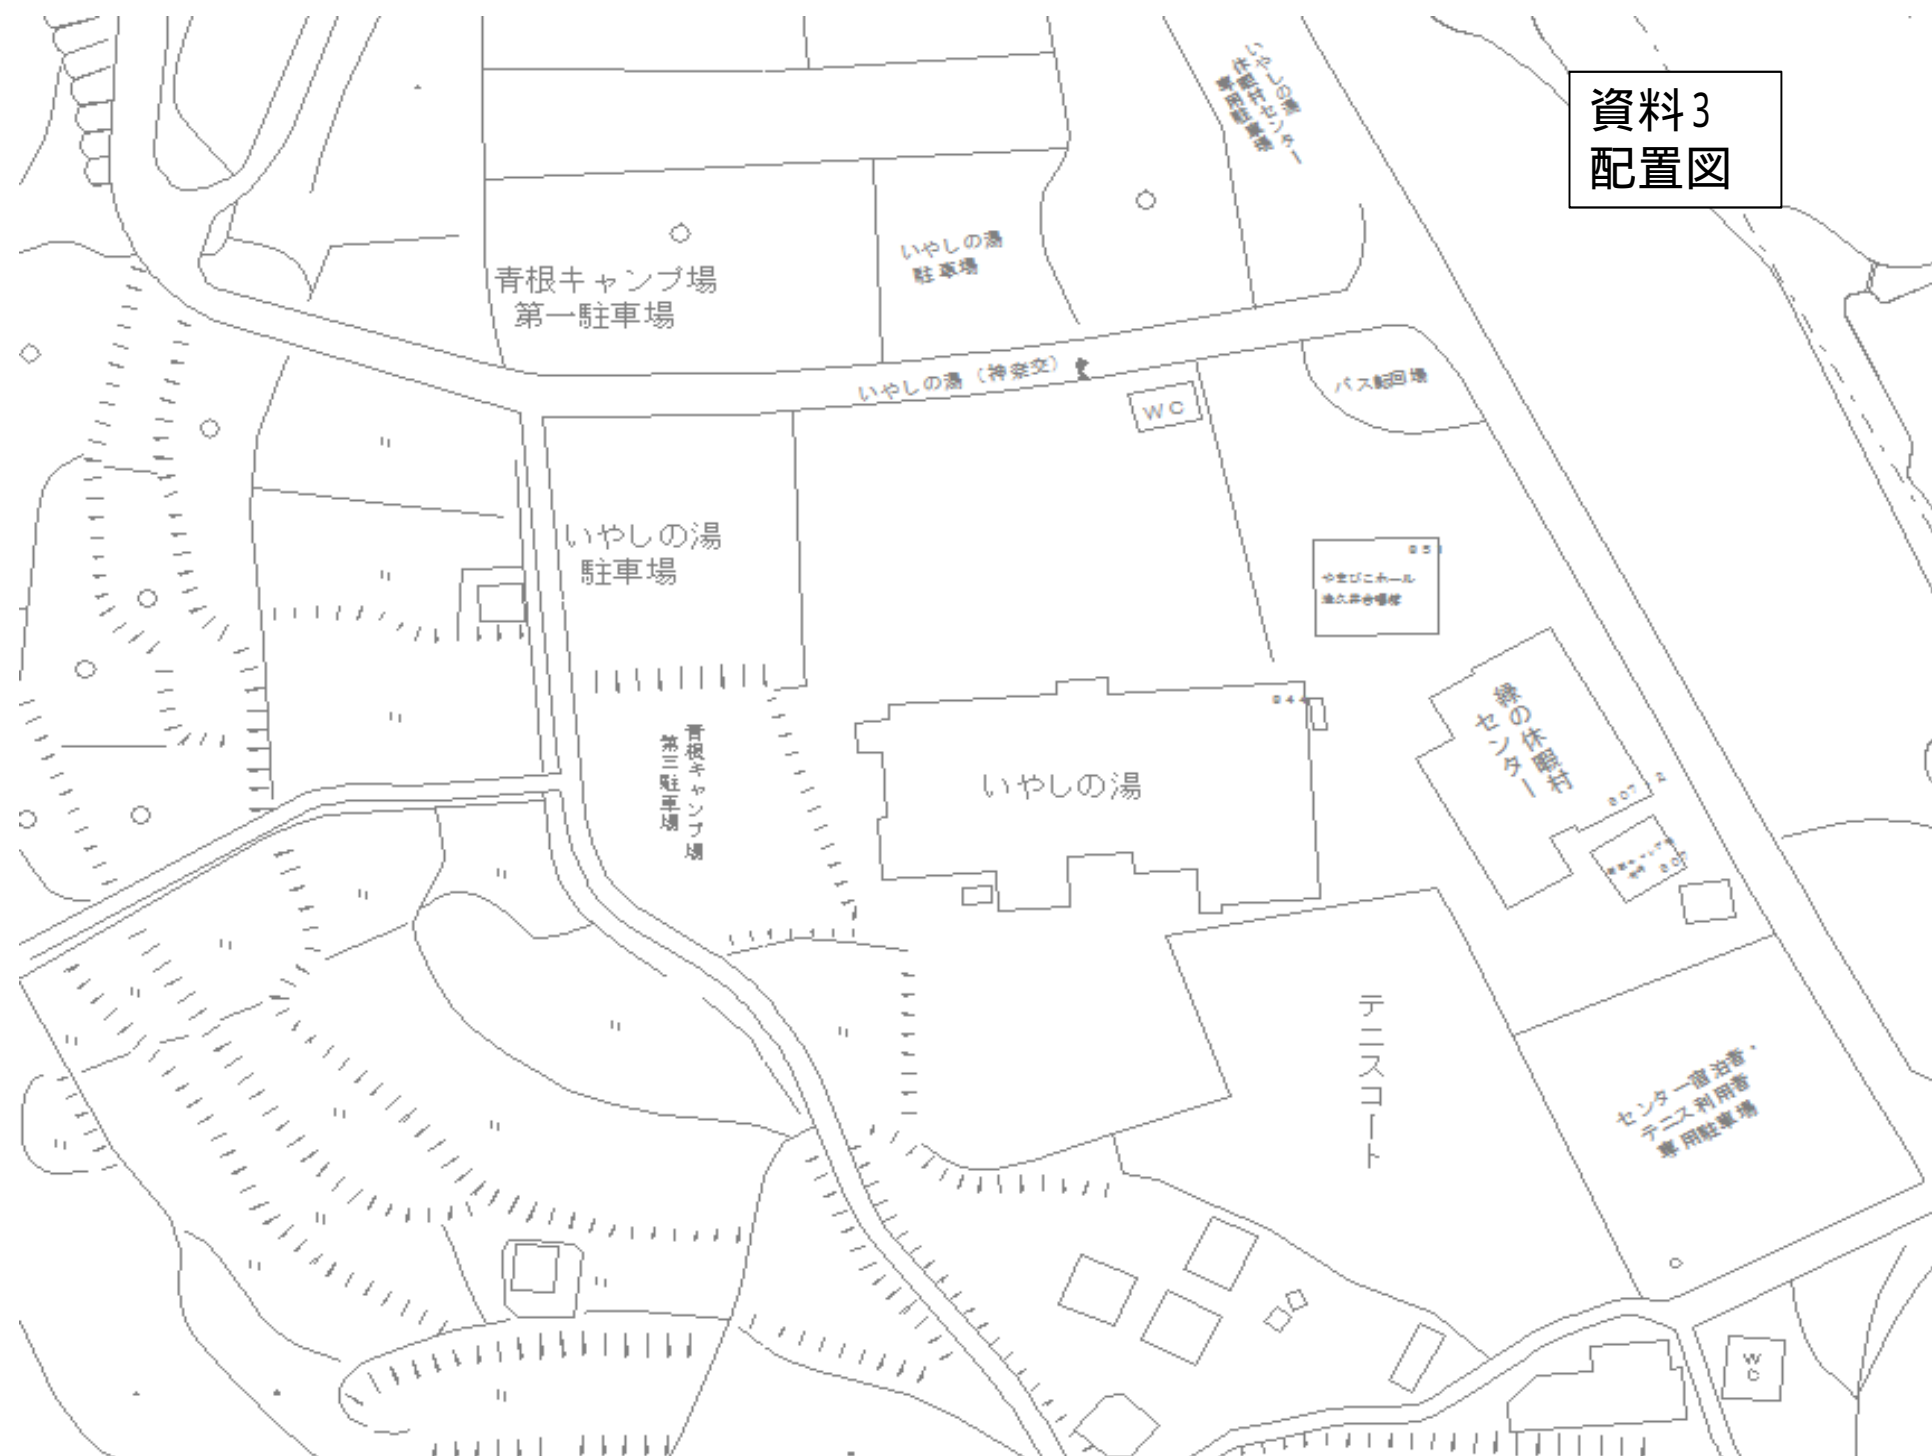 資料3
配置図
いやしの湯
休暇村センター
専用駐車場
いやしの湯
駐車場
青根キャンプ場
第一駐車場
いやしの湯（神奈交）
WC
バス転回場
いやしの湯
駐車場
やまびこホール
青根キャンプ場
第三駐車場
いやしの湯
緑の休暇村
センター
テニスコート
センター宿泊者・
テニス利用者
専用駐車場
WC